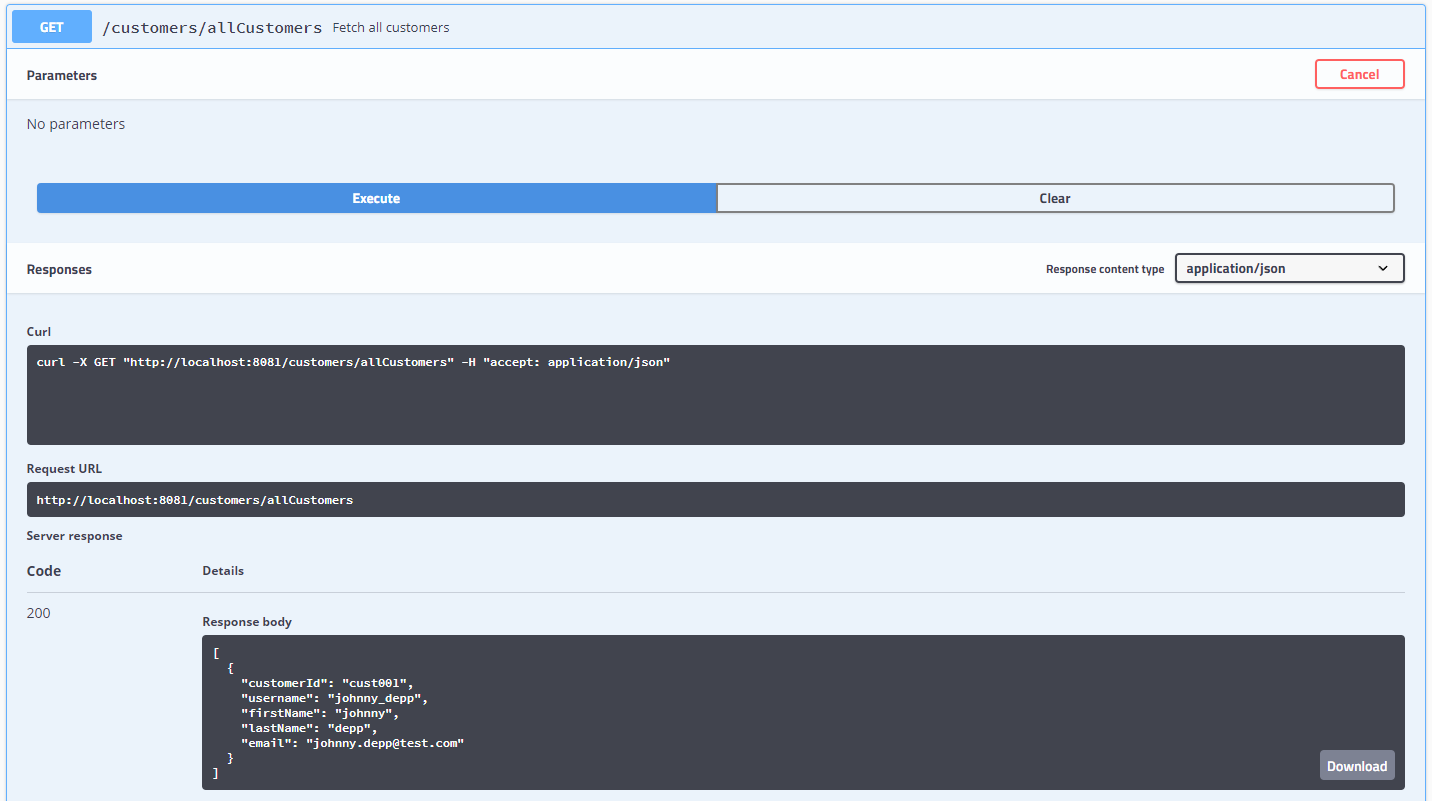 GET /customers/allCustomers Fetch all customers
Parameters Cancel
No parameters
Execute Clear
Responses Response content type application/json
Curl
curl -X GET "http://localhost:8081/customers/allCustomers" -H "accept: application/json"
Request URL
http://localhost:8081/customers/allCustomers
Server response
Code Details
200
Response body
[
  {
    "customerId": "cust001",
    "username": "johnny_depp",
    "firstName": "johnny",
    "lastName": "depp",
    "email": "johnny.depp@test.com"
  }
]
Download